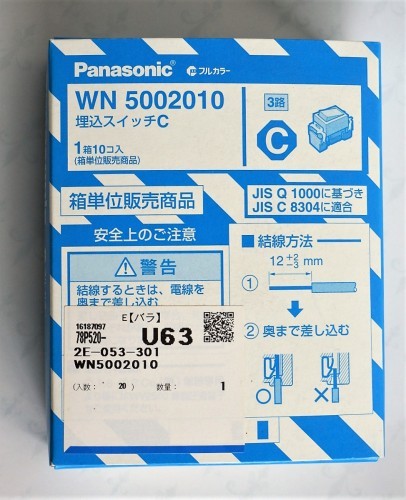 Panasonic
フルカラー
WN 5002010
埋込スイッチC
1箱10コ入
(箱単位販売商品)
3路
C
箱単位販売商品
JIS Q 1000に基づき
JIS C 8304に適合
安全上のご注意
警告
結線するときは、電線を
奥まで差し込む
■ 結線方法
12 +2 -3 mm
①
② 奥まで差し込む
○ ×
E【バラ】
16187097
78P520-
U63
2E-053-301
WN5002010
(入数: 20) 数量: 1